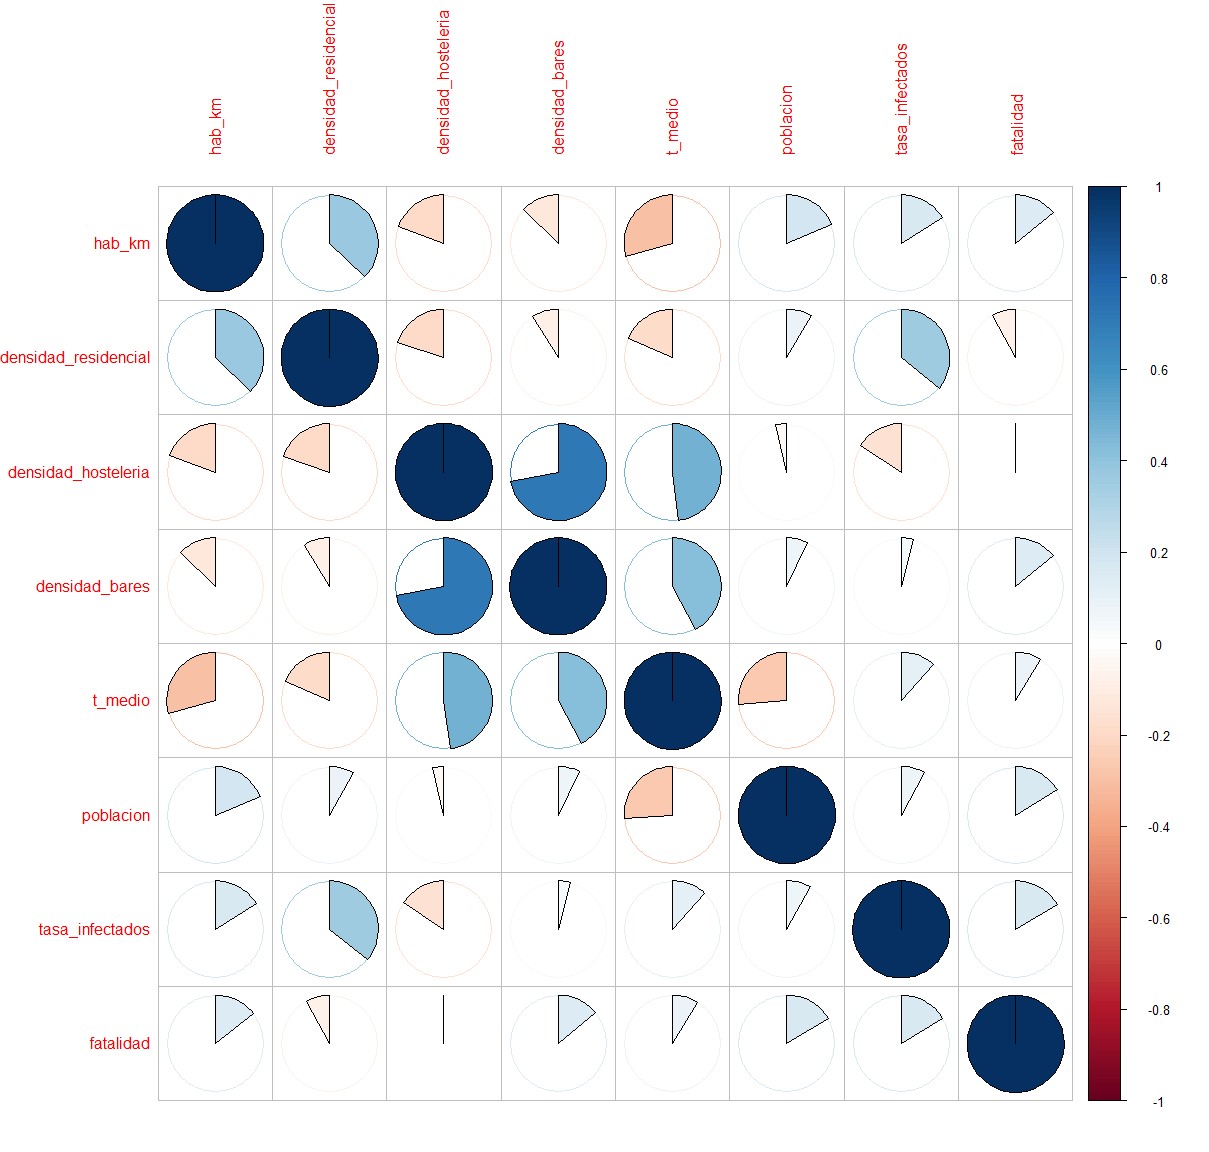 hab_km
densidad_residencial
densidad_hosteleria
densidad_bares
t_medio
poblacion
tasa_infectados
fatalidad
hab_km
densidad_residencial
densidad_hosteleria
densidad_bares
t_medio
poblacion
tasa_infectados
fatalidad
1
0.8
0.6
0.4
0.2
0
-0.2
-0.4
-0.6
-0.8
-1